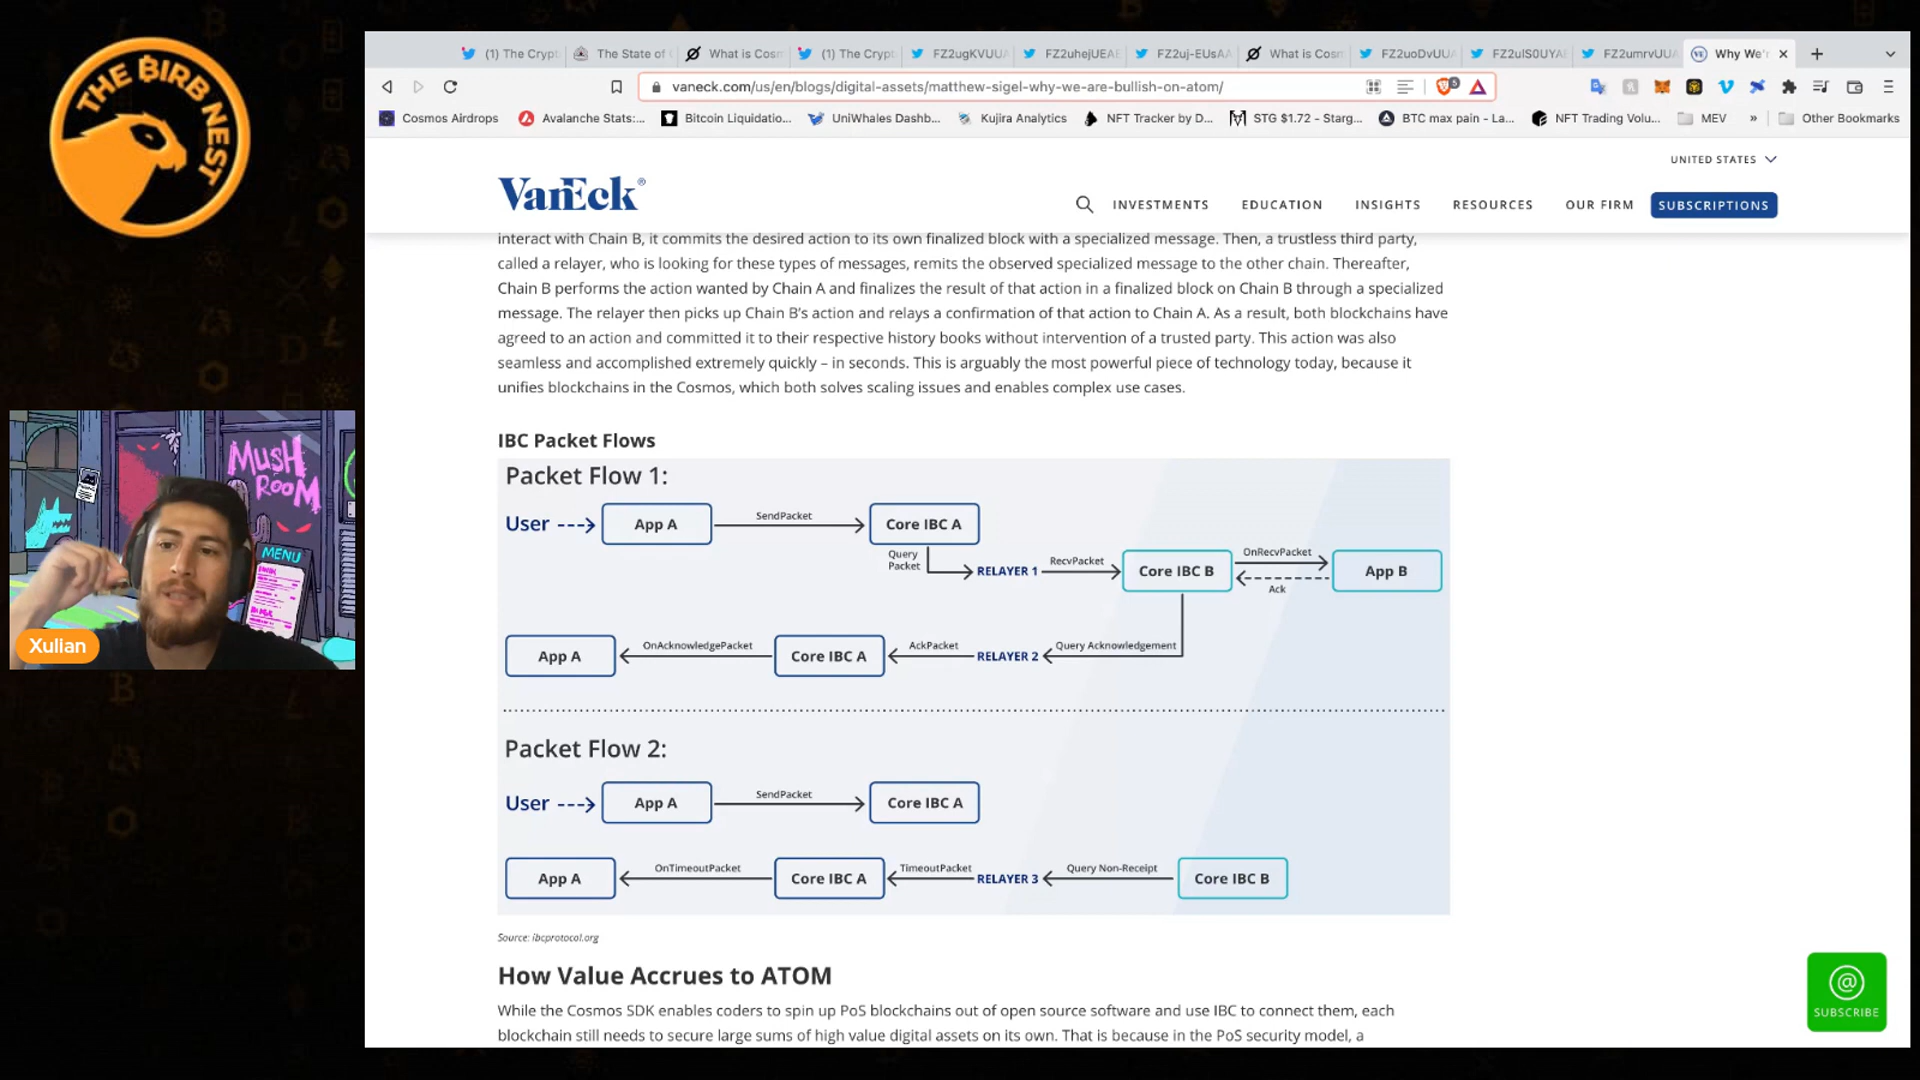 THE BIRB NEST
(1) The Crypt
The State of
What is Cosm
(1) The Crypt
FZ2ugKVUUA
FZ2uhejUEAE
FZ2uj-EUsAA
What is Cosm
FZ2uoDvUUA
FZ2ulS0UYAE
FZ2umrvUUA
Why We'r
vaneck.com/us/en/blogs/digital-assets/matthew-sigel-why-we-are-bullish-on-atom/
Cosmos Airdrops
Avalanche Stats:...
Bitcoin Liquidatio...
UniWhales Dashb...
Kujira Analytics
NFT Tracker by D...
STG $1.72 - Starg...
BTC max pain - La...
NFT Trading Volu...
MEV
»
Other Bookmarks
UNITED STATES
VanEck®
INVESTMENTS
EDUCATION
INSIGHTS
RESOURCES
OUR FIRM
SUBSCRIPTIONS
interact with Chain B, it commits the desired action to its own finalized block with a specialized message. Then, a trustless third party,
called a relayer, who is looking for these types of messages, remits the observed specialized message to the other chain. Thereafter,
Chain B performs the action wanted by Chain A and finalizes the result of that action in a finalized block on Chain B through a specialized
message. The relayer then picks up Chain B's action and relays a confirmation of that action to Chain A. As a result, both blockchains have
agreed to an action and committed it to their respective history books without intervention of a trusted party. This action was also
seamless and accomplished extremely quickly – in seconds. This is arguably the most powerful piece of technology today, because it
unifies blockchains in the Cosmos, which both solves scaling issues and enables complex use cases.
IBC Packet Flows
Packet Flow 1:
User
App A
SendPacket
Core IBC A
Query
Packet
RELAYER 1
RecvPacket
Core IBC B
OnRecvPacket
Ack
App B
App A
OnAcknowledgePacket
Core IBC A
AckPacket
RELAYER 2
Query Acknowledgement
Packet Flow 2:
User
App A
SendPacket
Core IBC A
App A
OnTimeoutPacket
Core IBC A
TimeoutPacket
RELAYER 3
Query Non-Receipt
Core IBC B
Source: ibcprotocol.org
How Value Accrues to ATOM
While the Cosmos SDK enables coders to spin up PoS blockchains out of open source software and use IBC to connect them, each
blockchain still needs to secure large sums of high value digital assets on its own. That is because in the PoS security model, a
@
SUBSCRIBE
MUSH
ROOM
MENU
Xulian